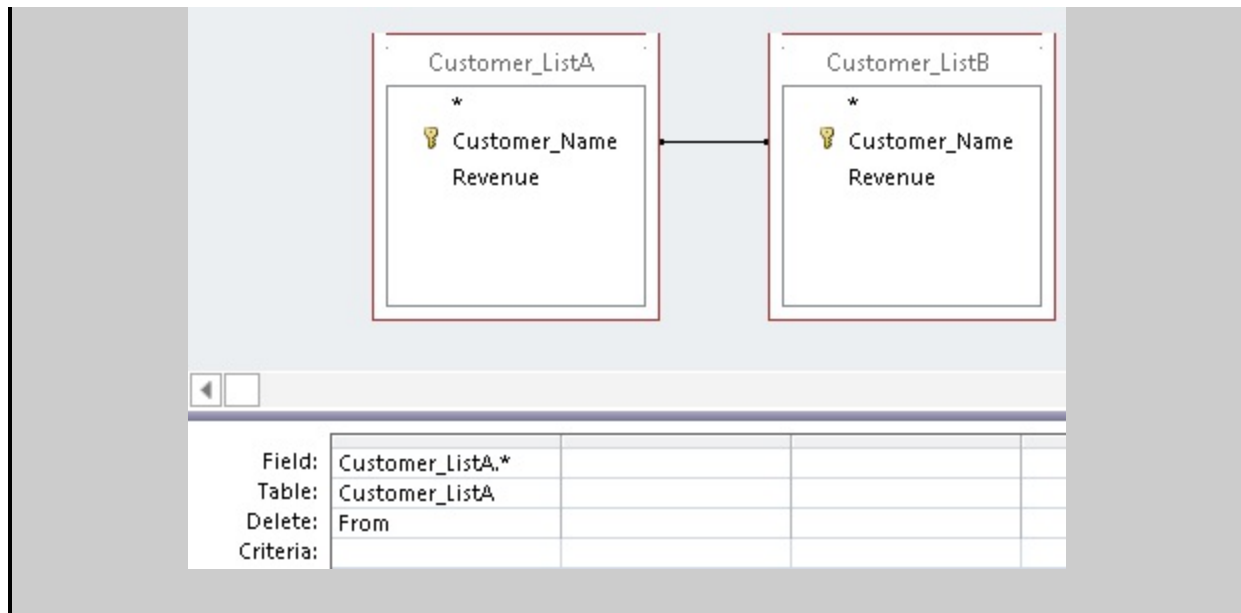 Customer_ListA
Customer_ListB
*
Customer_Name
Revenue
*
Customer_Name
Revenue
Field: Customer_ListA.*
Table: Customer_ListA
Delete: From
Criteria: